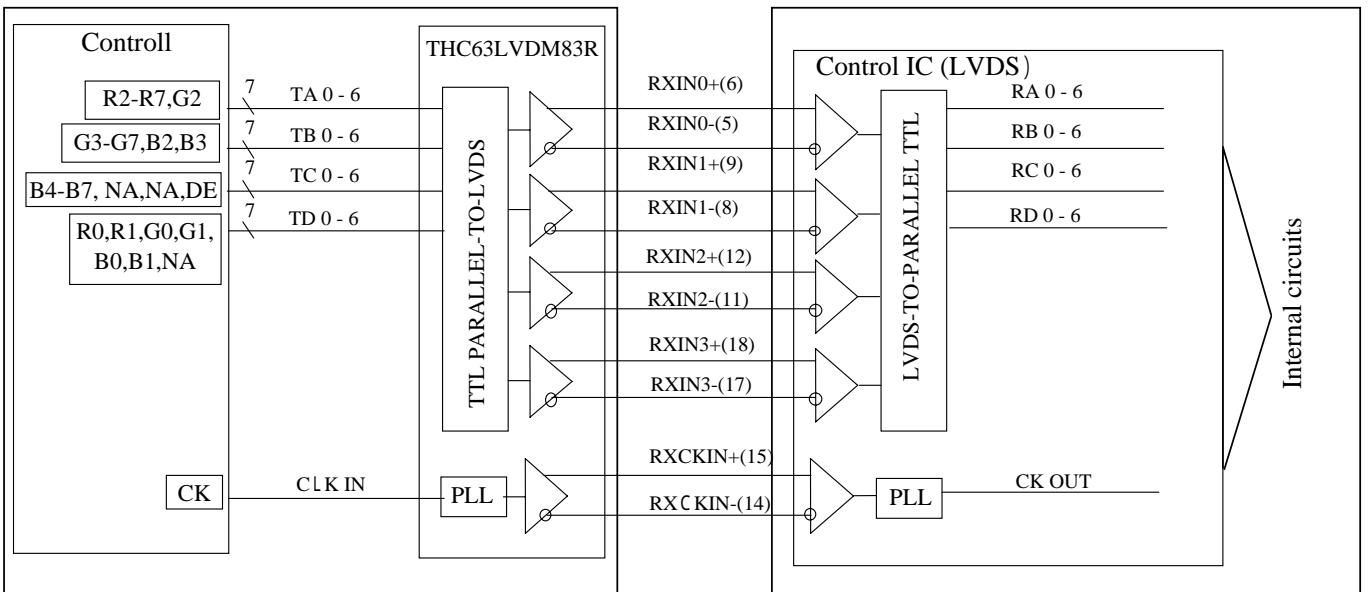 Controll
R2-R7,G2
G3-G7,B2,B3
B4-B7, NA,NA,DE
R0,R1,G0,G1,
B0,B1,NA
CK
7
TA 0 - 6
7
TB 0 - 6
7
TC 0 - 6
7
TD 0 - 6
CLK IN
THC63LVDM83R
TTL PARALLEL-TO-LVDS
PLL
RXIN0+(6)
RXIN0-(5)
RXIN1+(9)
RXIN1-(8)
RXIN2+(12)
RXIN2-(11)
RXIN3+(18)
RXIN3-(17)
RXCKIN+(15)
RXCKIN-(14)
Control IC (LVDS)
LVDS-TO-PARALLEL TTL
PLL
RA 0 - 6
RB 0 - 6
RC 0 - 6
RD 0 - 6
CK OUT
Internal circuits